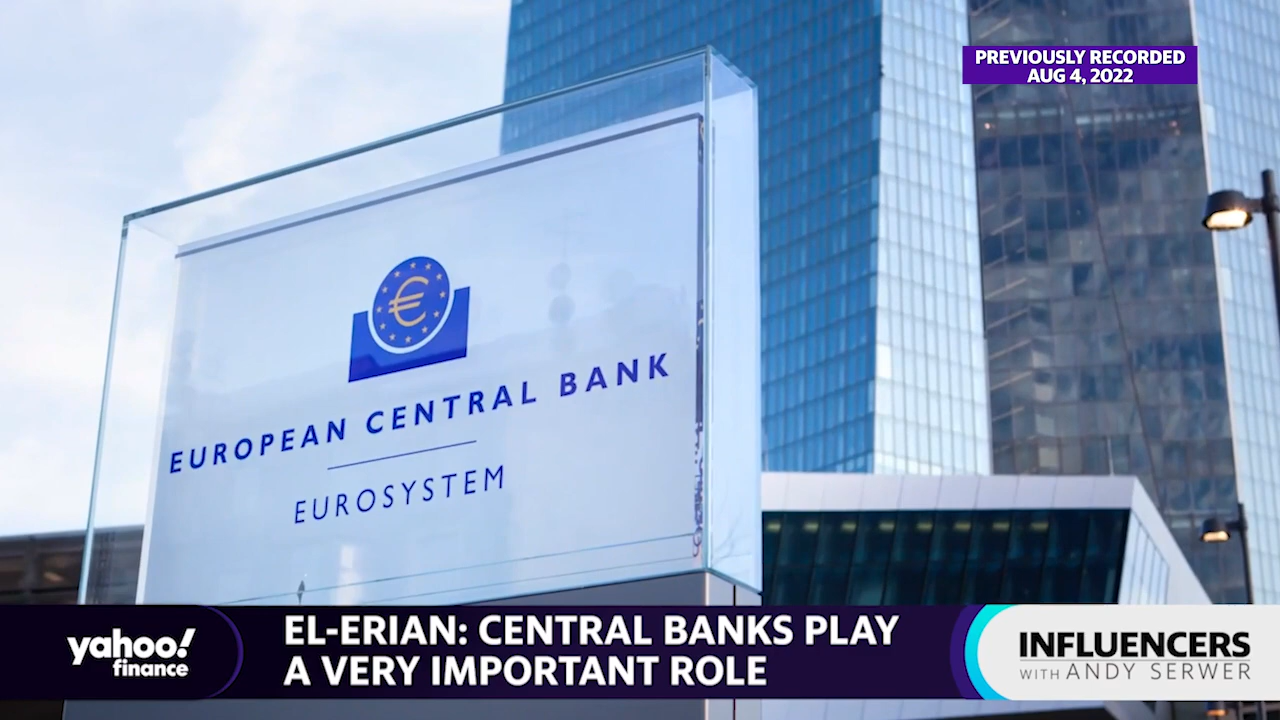 PREVIOUSLY RECORDED
AUG 4, 2022
€
EUROPEAN CENTRAL BANK
EUROSYSTEM
yahoo!
finance
EL-ERIAN: CENTRAL BANKS PLAY
A VERY IMPORTANT ROLE
INFLUENCERS
WITH ANDY SERWER